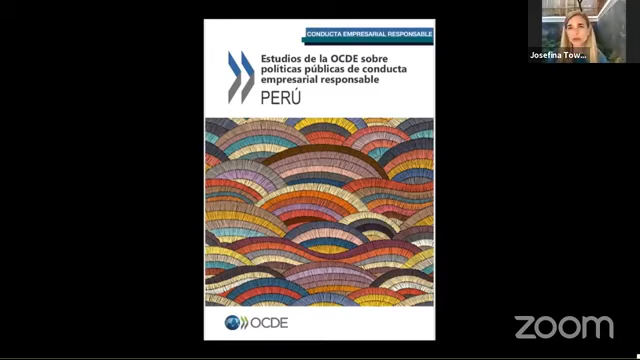 CONDUCTA EMPRESARIAL RESPONSABLE
Estudios de la OCDE sobre
políticas públicas de conducta
empresarial responsable
PERÚ
OCDE
Josefina Tow...
zoom